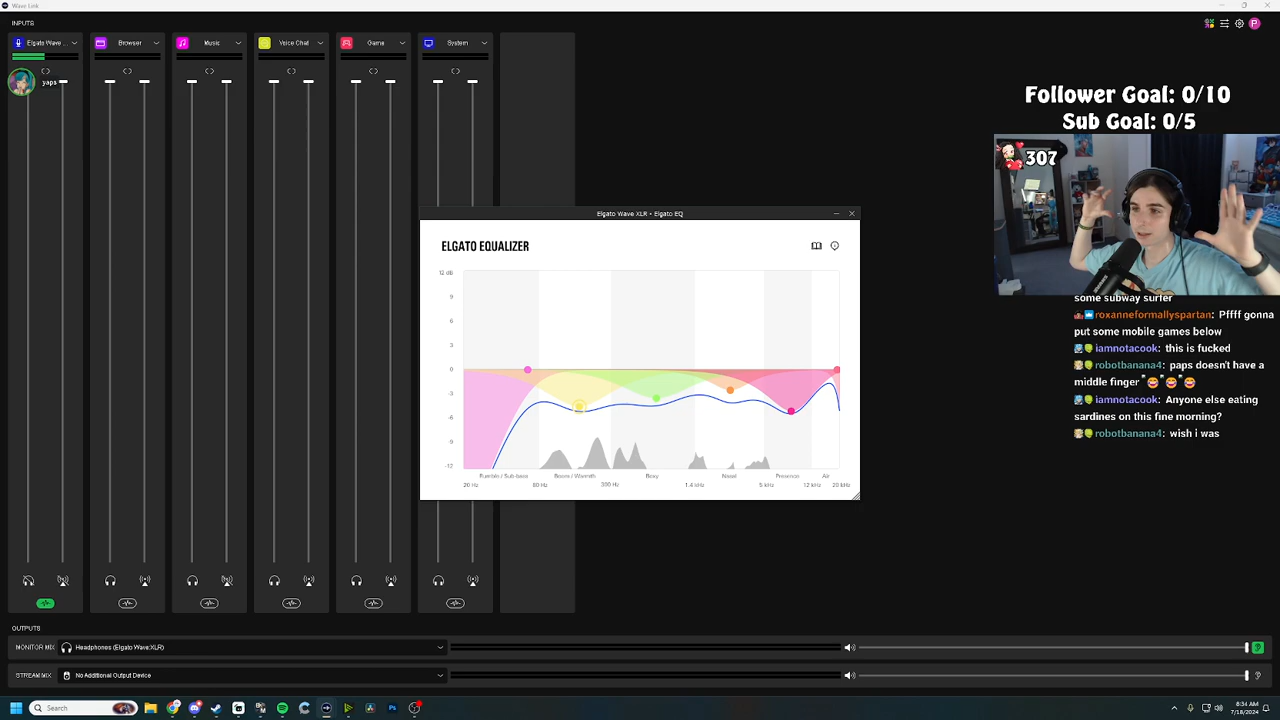 Wave Link
INPUTS
Elgato Wave ...
Browser
Music
Voice Chat
Game
System
yaps
P
Follower Goal: 0/10
Sub Goal: 0/5
307
Elgato Wave XLR • Elgato EQ
ELGATO EQUALIZER
12 dB
9
6
3
0
-3
-6
-9
-12
Rumble / Sub-base
Boom / Warmth
Boxy
Nasal
Presence
Air
20 Hz
80 Hz
300 Hz
1.4 kHz
5 kHz
12 kHz
20 kHz
some subway surfer
roxanneformallyspartan: Pffff gonna
put some mobile games below
iamnotacook: this is fucked
robotbanana4: paps doesn't have a
middle finger
iamnotacook: Anyone else eating
sardines on this fine morning?
robotbanana4: wish i was
OUTPUTS
MONITOR MIX
Headphones (Elgato Wave:XLR)
STREAM MIX
No Additional Output Device
Search
8:34 AM
7/18/2024